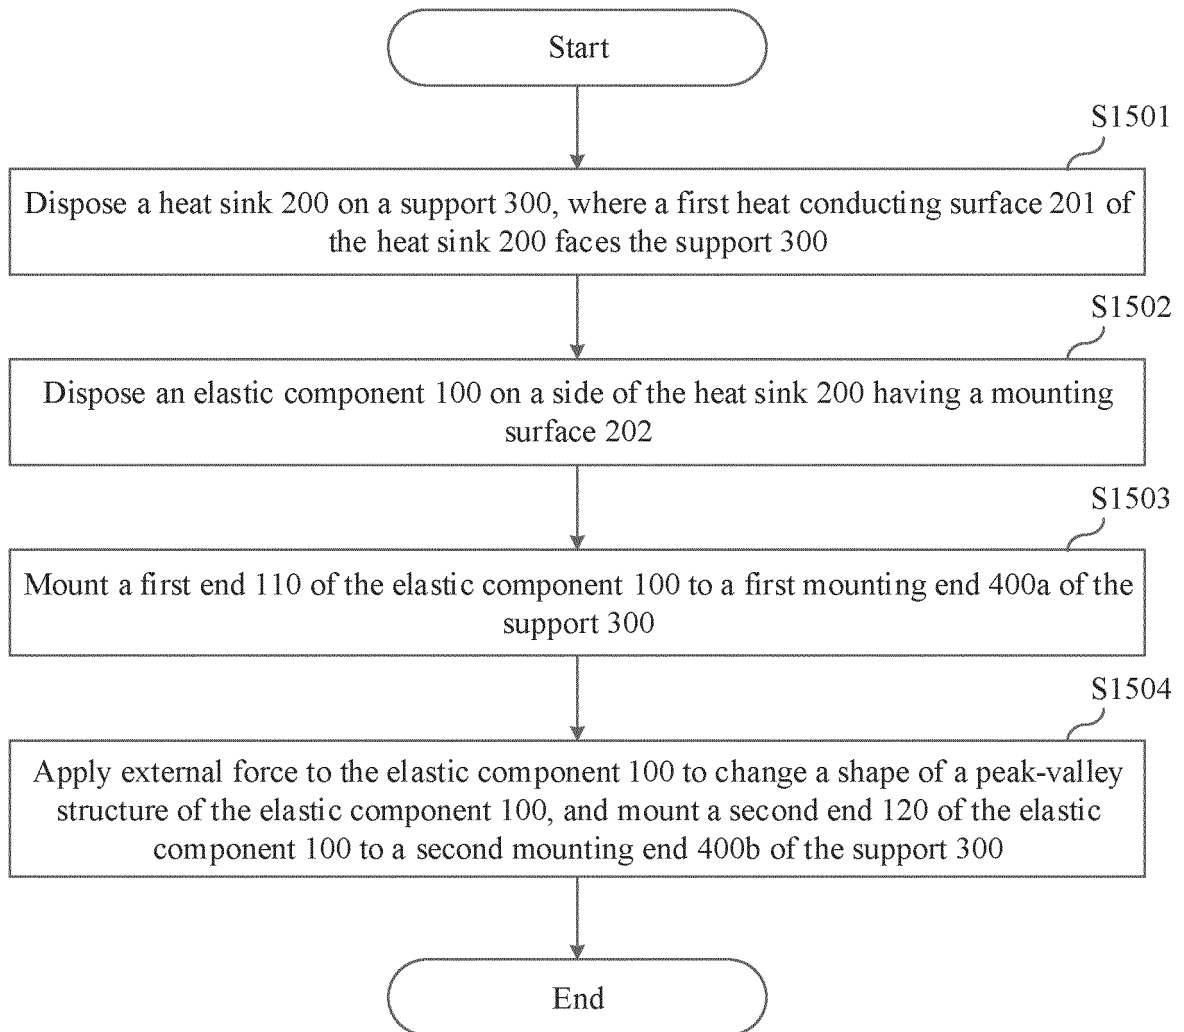 Start
S1501
Dispose a heat sink 200 on a support 300, where a first heat conducting surface 201 of
the heat sink 200 faces the support 300
S1502
Dispose an elastic component 100 on a side of the heat sink 200 having a mounting
surface 202
S1503
Mount a first end 110 of the elastic component 100 to a first mounting end 400a of the
support 300
S1504
Apply external force to the elastic component 100 to change a shape of a peak-valley
structure of the elastic component 100, and mount a second end 120 of the elastic
component 100 to a second mounting end 400b of the support 300
End